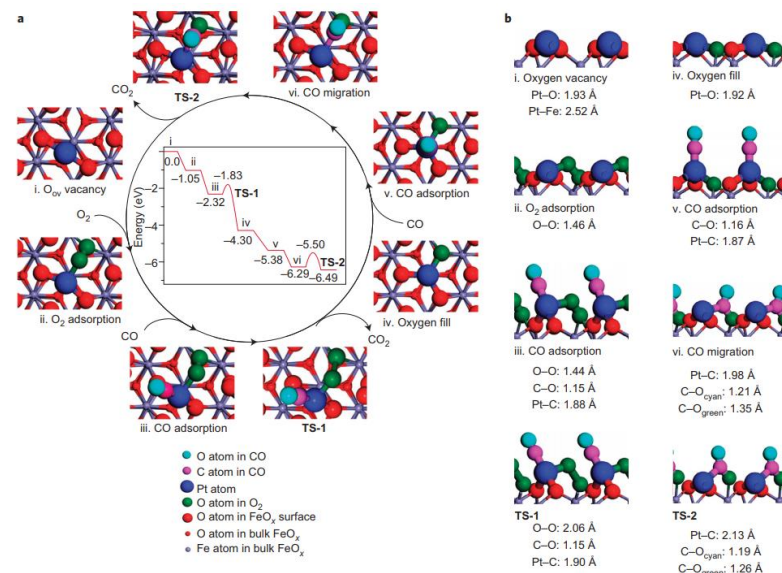 a
TS-2
vi. CO migration
CO2
i. Oov vacancy
v. CO adsorption
O2
CO
ii. O2 adsorption
iv. Oxygen fill
CO
CO2
iii. CO adsorption
TS-1
Energy (eV)
−2
−4
−6
i
0.0
ii
−1.05
iii
−2.32
−1.83
TS-1
iv
−4.30
v
−5.38
vi
−6.29
−5.50
TS-2
−6.49
O atom in CO
C atom in CO
Pt atom
O atom in O2
O atom in FeOx surface
O atom in bulk FeOx
Fe atom in bulk FeOx
b
i. Oxygen vacancy
Pt–O: 1.93 Å
Pt–Fe: 2.52 Å
ii. O2 adsorption
O–O: 1.46 Å
iii. CO adsorption
O–O: 1.44 Å
C–O: 1.15 Å
Pt–C: 1.88 Å
TS-1
O–O: 2.06 Å
C–O: 1.15 Å
Pt–C: 1.90 Å
iv. Oxygen fill
Pt–O: 1.92 Å
v. CO adsorption
C–O: 1.16 Å
Pt–C: 1.87 Å
vi. CO migration
Pt–C: 1.98 Å
C–Ocyan: 1.21 Å
C–Ogreen: 1.35 Å
TS-2
Pt–C: 2.13 Å
C–Ocyan: 1.19 Å
C–Ogreen: 1.26 Å